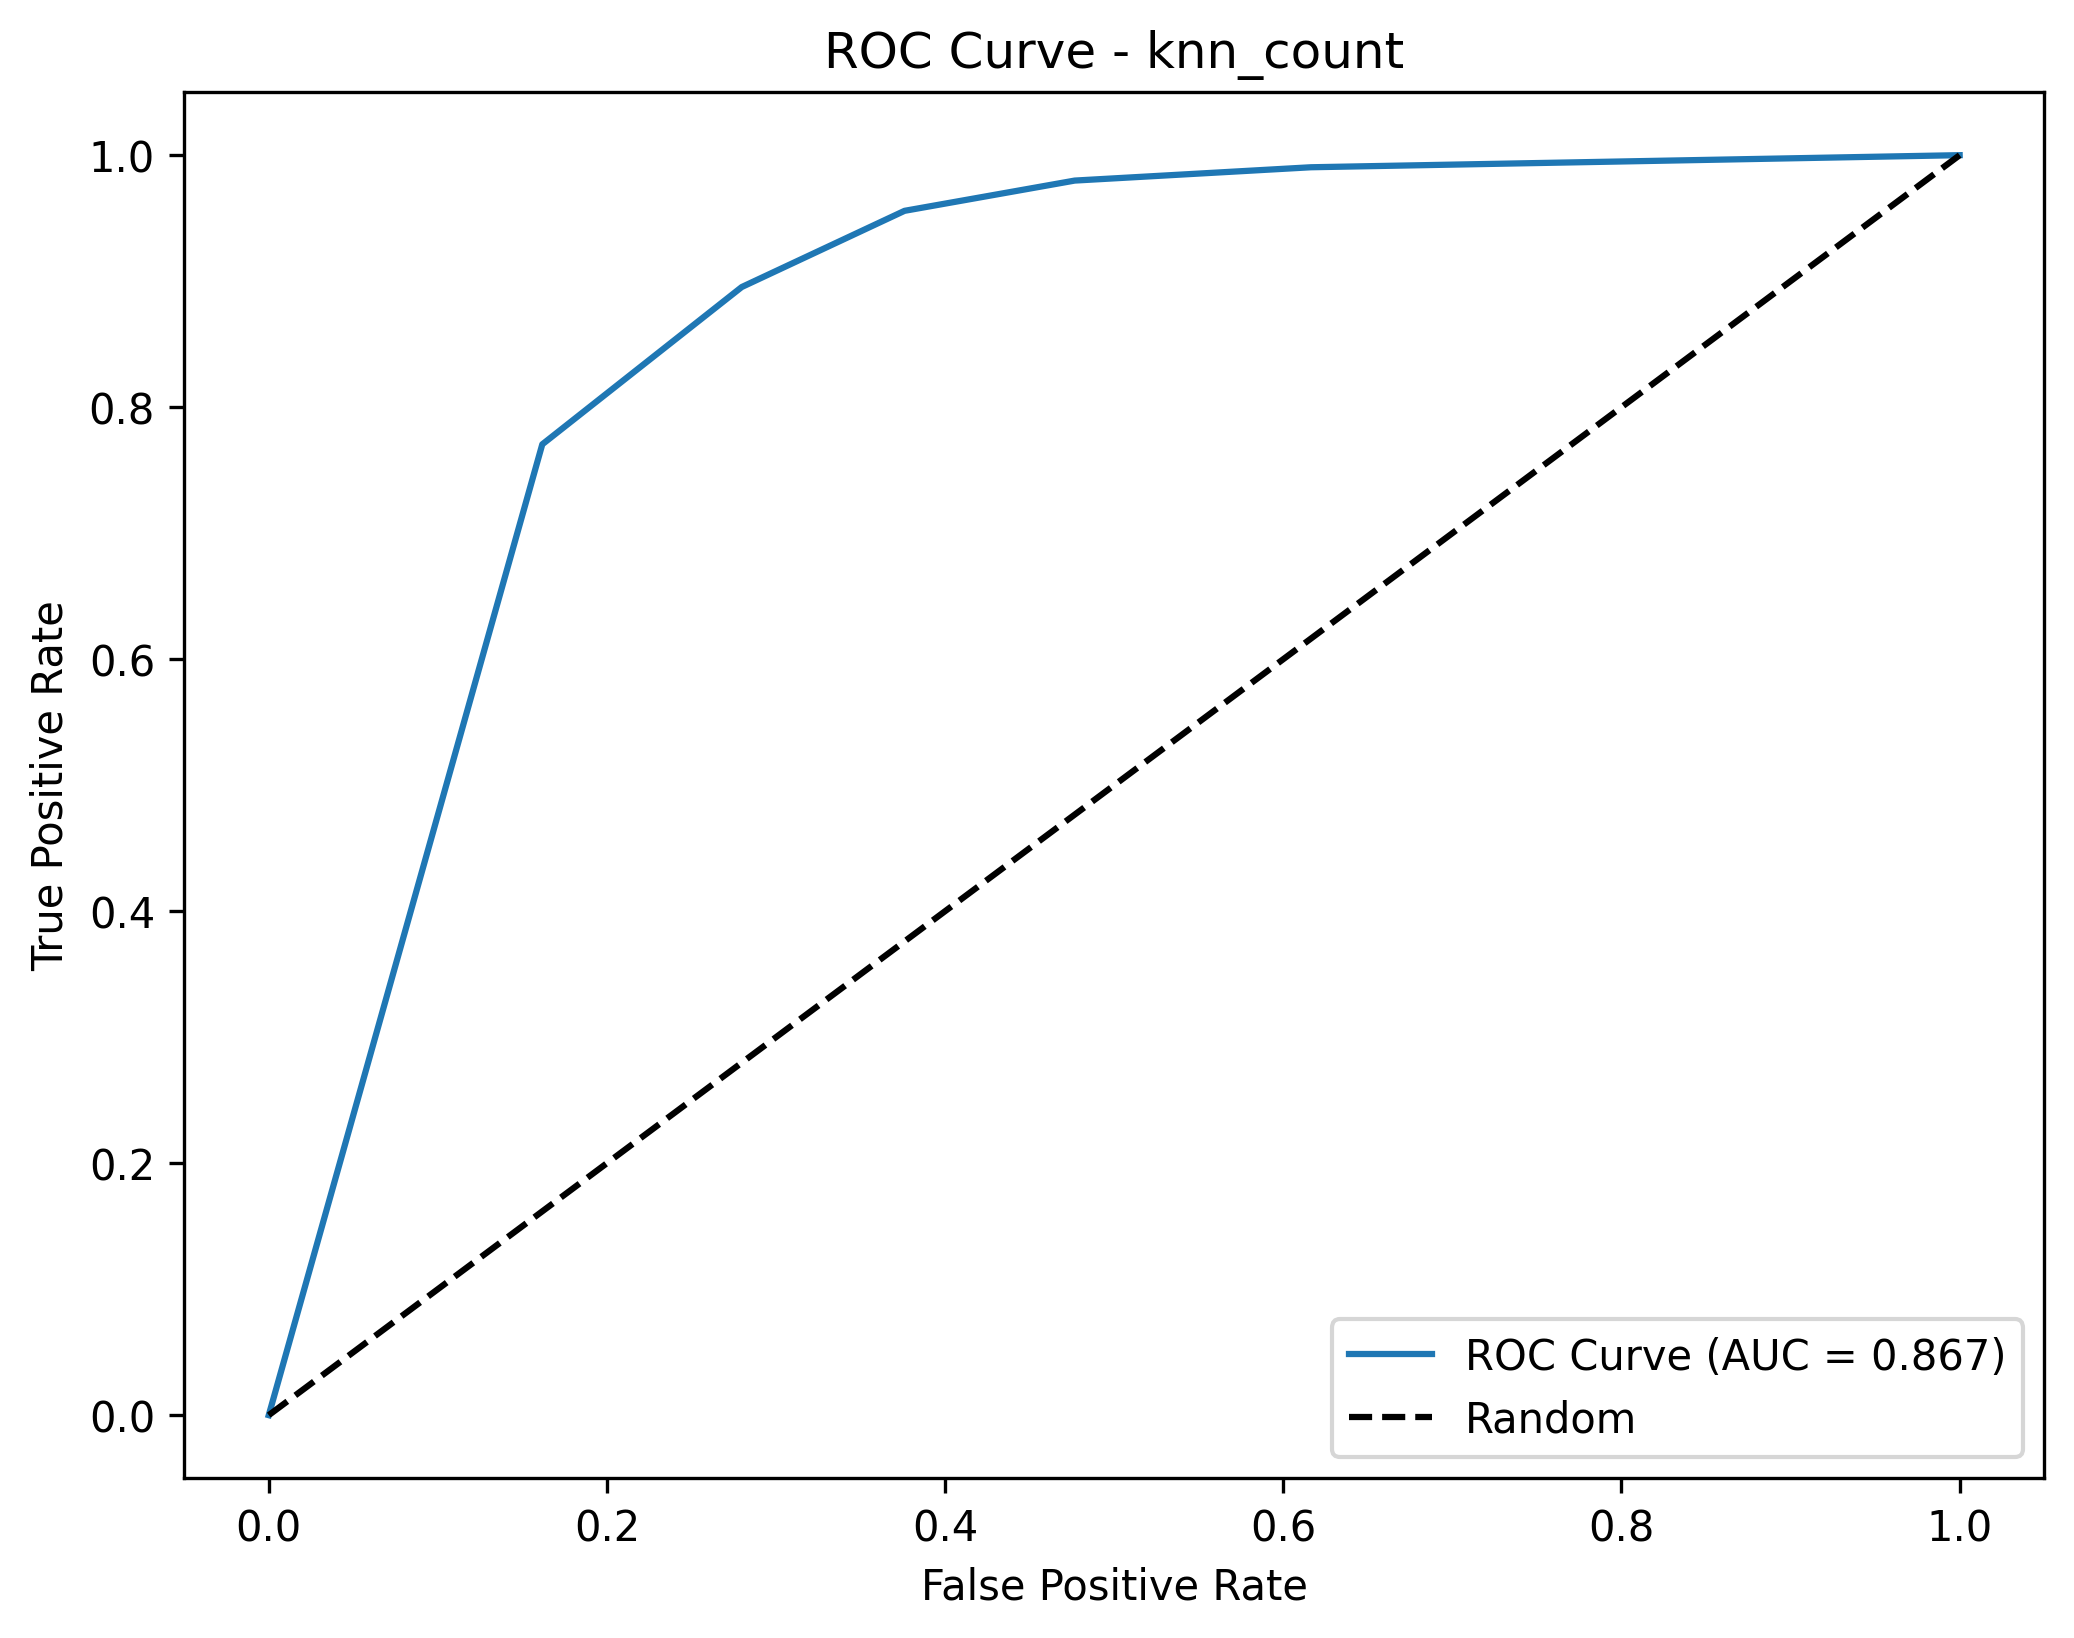 ROC Curve - knn_count
True Positive Rate
1.0
0.8
0.6
0.4
0.2
0.0
ROC Curve (AUC = 0.867)
Random
0.0 0.2 0.4 0.6 0.8 1.0
False Positive Rate